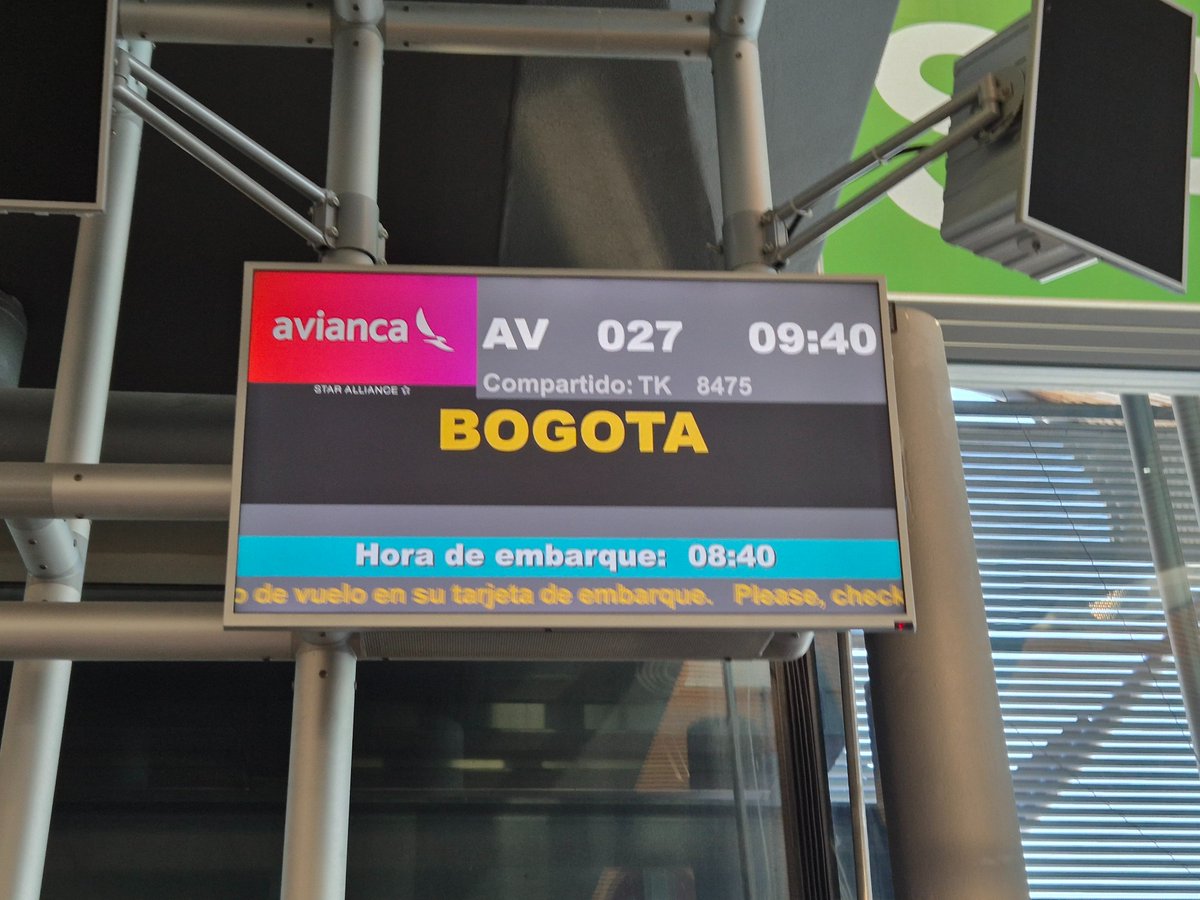 avianca
STAR ALLIANCE
AV 027 09:40
Compartido: TK 8475
BOGOTA
Hora de embarque: 08:40
o de vuelo en su tarjeta de embarque. Please, check